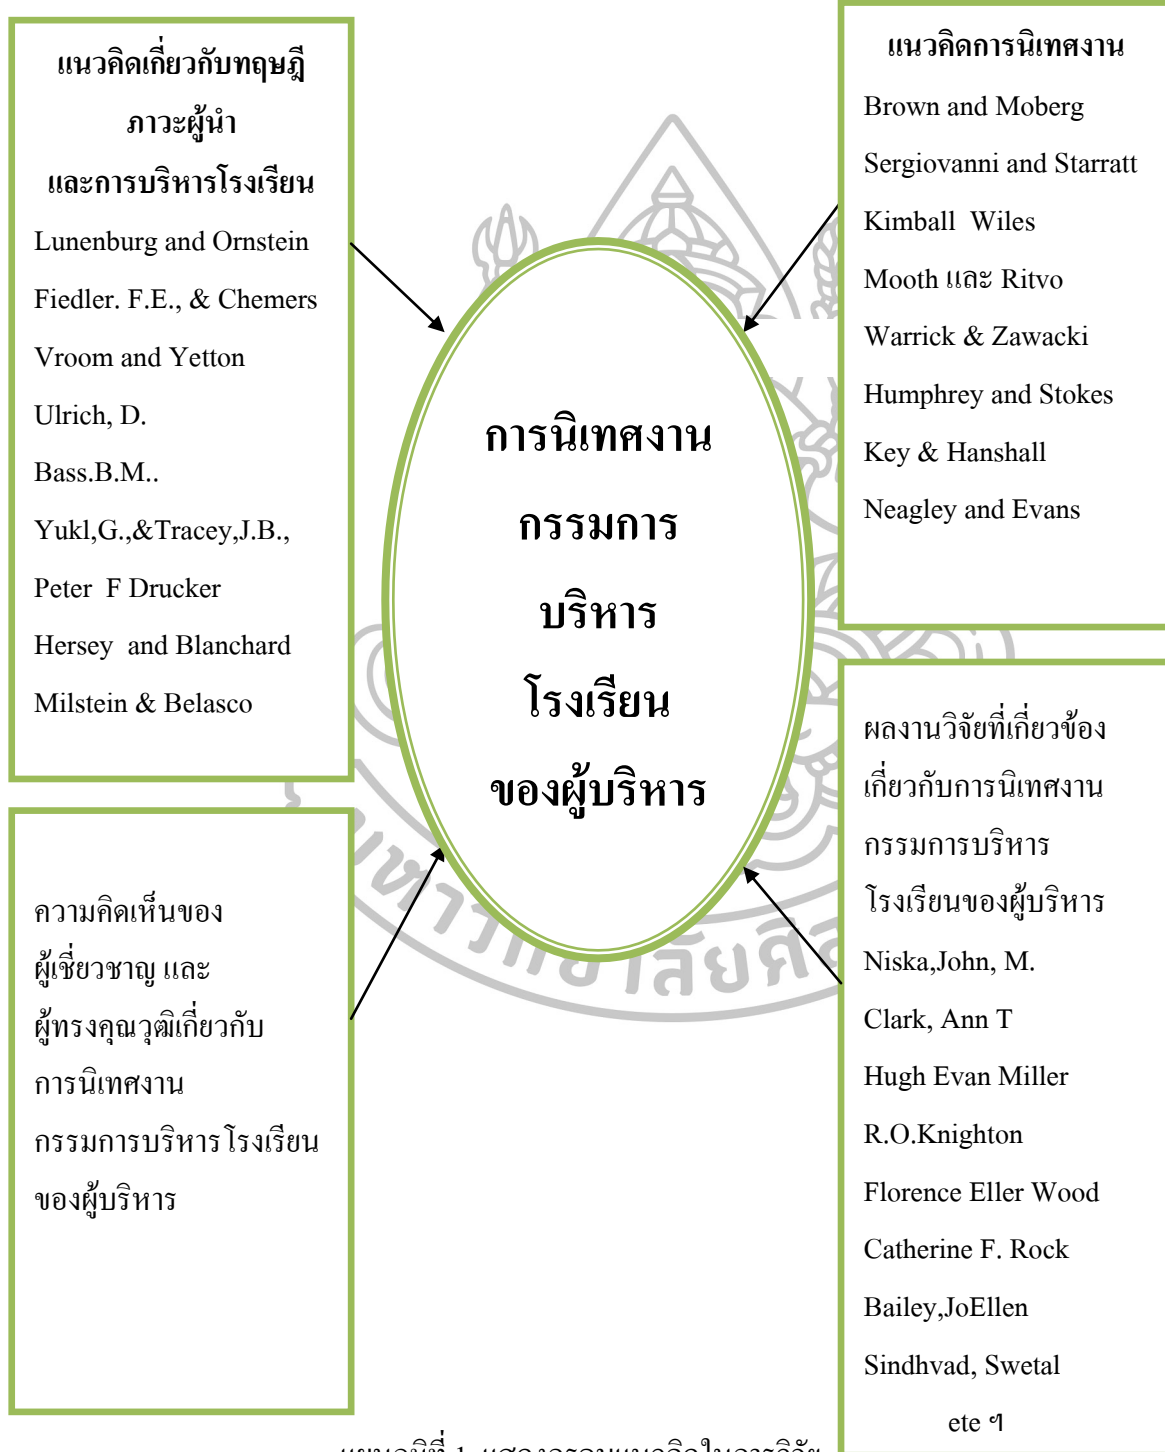 แนวคิดเกี่ยวกับทฤษฎี
ภาวะผู้นำ
และการบริหารโรงเรียน
Lunenburg and Ornstein
Fiedler. F.E., & Chemers
Vroom and Yetton
Ulrich, D.
Bass.B.M..
Yukl,G.,&Tracey,J.B.,
Peter F Drucker
Hersey and Blanchard
Milstein & Belasco
แนวคิดการนิเทศงาน
Brown and Moberg
Sergiovanni and Starratt
Kimball Wiles
Mooth และ Ritvo
Warrick & Zawacki
Humphrey and Stokes
Key & Hanshall
Neagley and Evans
การนิเทศงาน
กรรมการ
บริหาร
โรงเรียน
ของผู้บริหาร
ความคิดเห็นของ
ผู้เชี่ยวชาญ และ
ผู้ทรงคุณวุฒิเกี่ยวกับ
การนิเทศงาน
กรรมการบริหารโรงเรียน
ของผู้บริหาร
ผลงานวิจัยที่เกี่ยวข้อง
เกี่ยวกับการนิเทศงาน
กรรมการบริหาร
โรงเรียนของผู้บริหาร
Niska,John, M.
Clark, Ann T
Hugh Evan Miller
R.O.Knighton
Florence Eller Wood
Catherine F. Rock
Bailey,JoEllen
Sindhvad, Swetal
ete ฯ